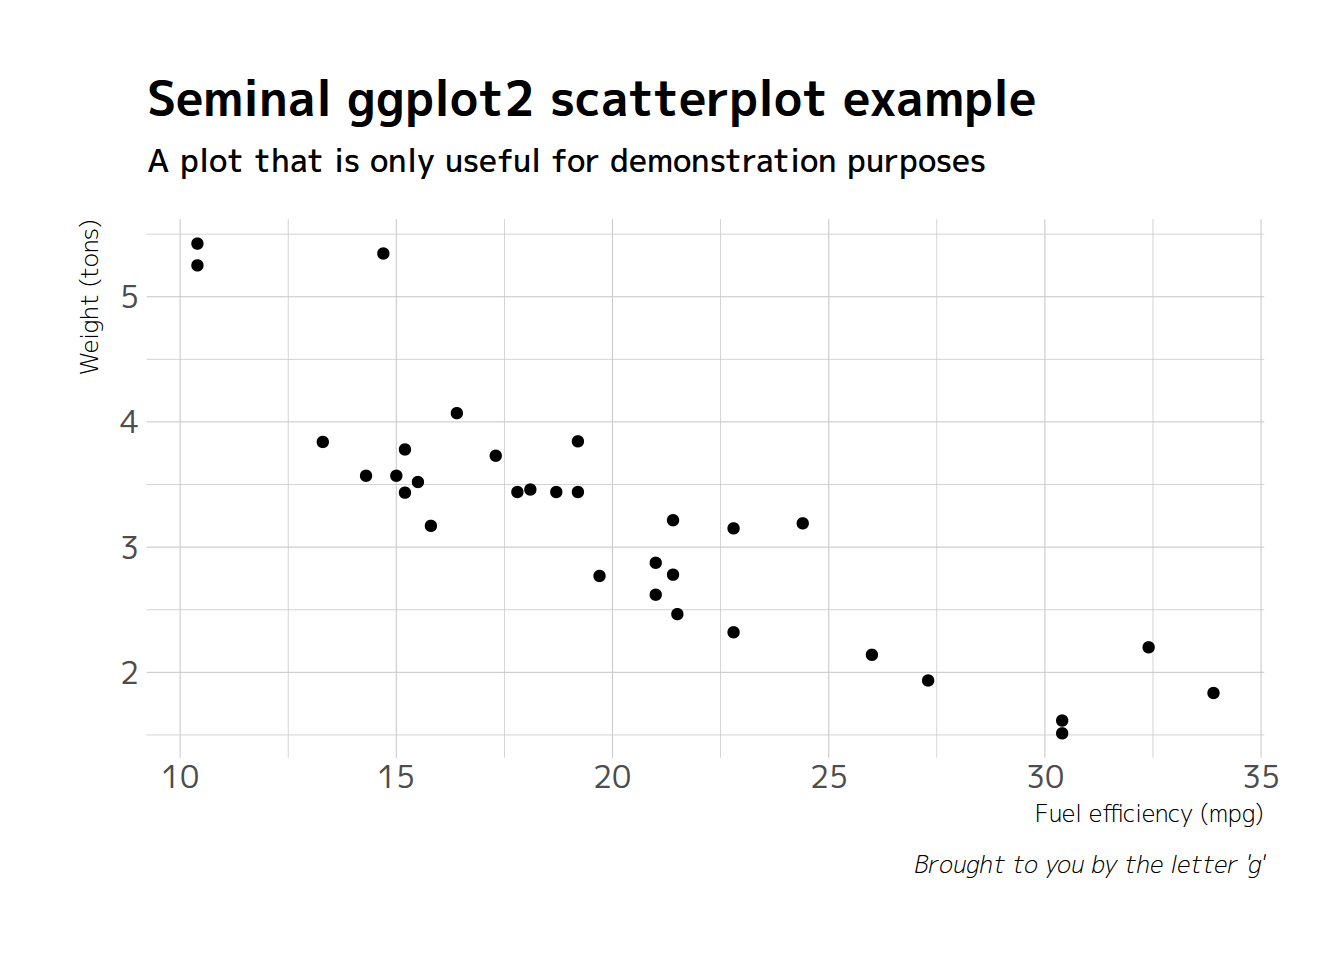 Seminal ggplot2 scatterplot example
A plot that is only useful for demonstration purposes
Weight (tons)
5
4
3
2
10 15 20 25 30 35
Fuel efficiency (mpg)
Brought to you by the letter 'g'